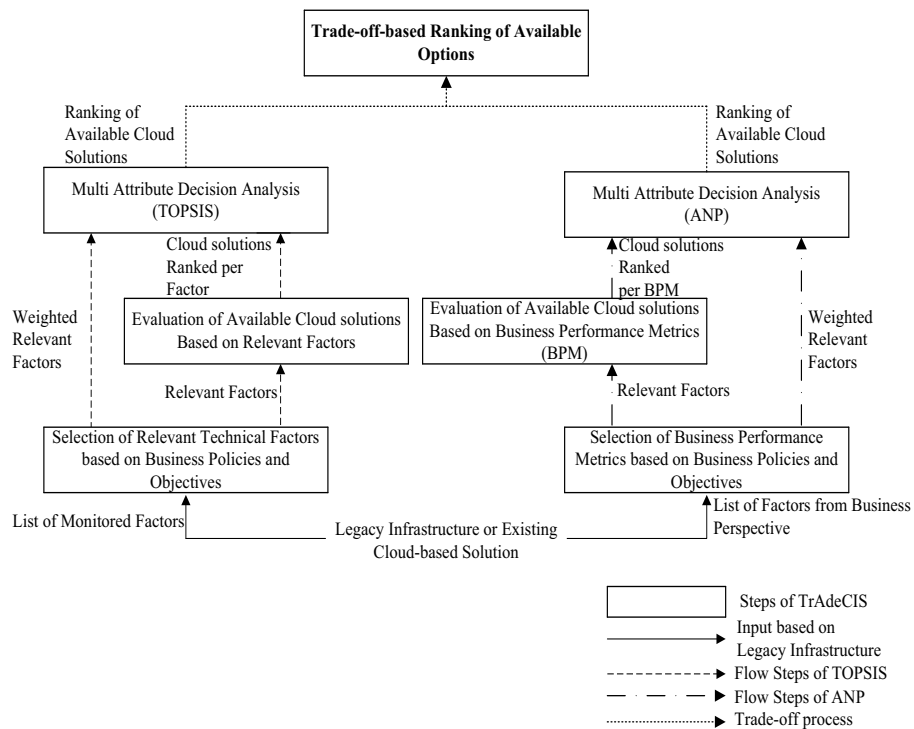 Trade-off-based Ranking of Available
Options
Ranking of
Available Cloud
Solutions
Ranking of
Available Cloud
Solutions
Multi Attribute Decision Analysis
(TOPSIS)
Multi Attribute Decision Analysis
(ANP)
Cloud solutions
Ranked per
Factor
Cloud solutions
Ranked
per BPM
Weighted
Relevant
Factors
Evaluation of Available Cloud solutions
Based on Relevant Factors
Evaluation of Available Cloud solutions
Based on Business Performance Metrics
(BPM)
Weighted
Relevant
Factors
Relevant Factors
Relevant Factors
Selection of Relevant Technical Factors
based on Business Policies and
Objectives
Selection of Business Performance
Metrics based on Business Policies and
Objectives
List of Monitored Factors
Legacy Infrastructure or Existing
Cloud-based Solution
List of Factors from Business
Perspective
Steps of TrAdeCIS
Input based on
Legacy Infrastructure
Flow Steps of TOPSIS
Flow Steps of ANP
Trade-off process